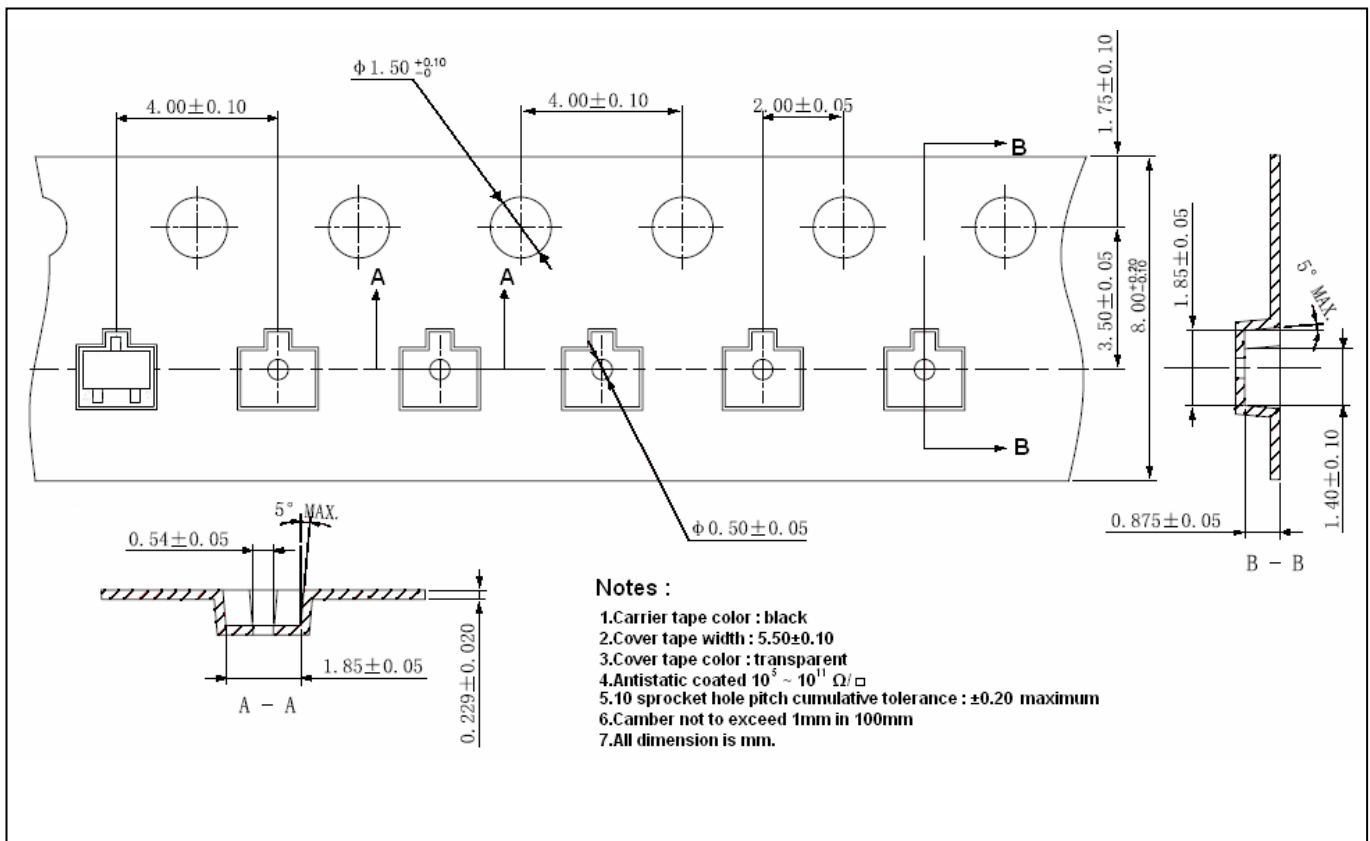 φ1.50 +0.10 -0
4.00±0.10
4.00±0.10
2.00±0.05
1.75±0.10
B
A
A
3.50±0.05
8.00 +0.20 -0.10
1.85±0.05
5° MAX.
1.40±0.10
B
5° MAX.
0.54±0.05
φ0.50±0.05
0.875±0.05
B - B
1.85±0.05
A - A
0.229±0.020
Notes :
1.Carrier tape color : black
2.Cover tape width : 5.50±0.10
3.Cover tape color : transparent
4.Antistatic coated 10⁵ ~ 10¹¹ Ω/□
5.10 sprocket hole pitch cumulative tolerance : ±0.20 maximum
6.Camber not to exceed 1mm in 100mm
7.All dimension is mm.